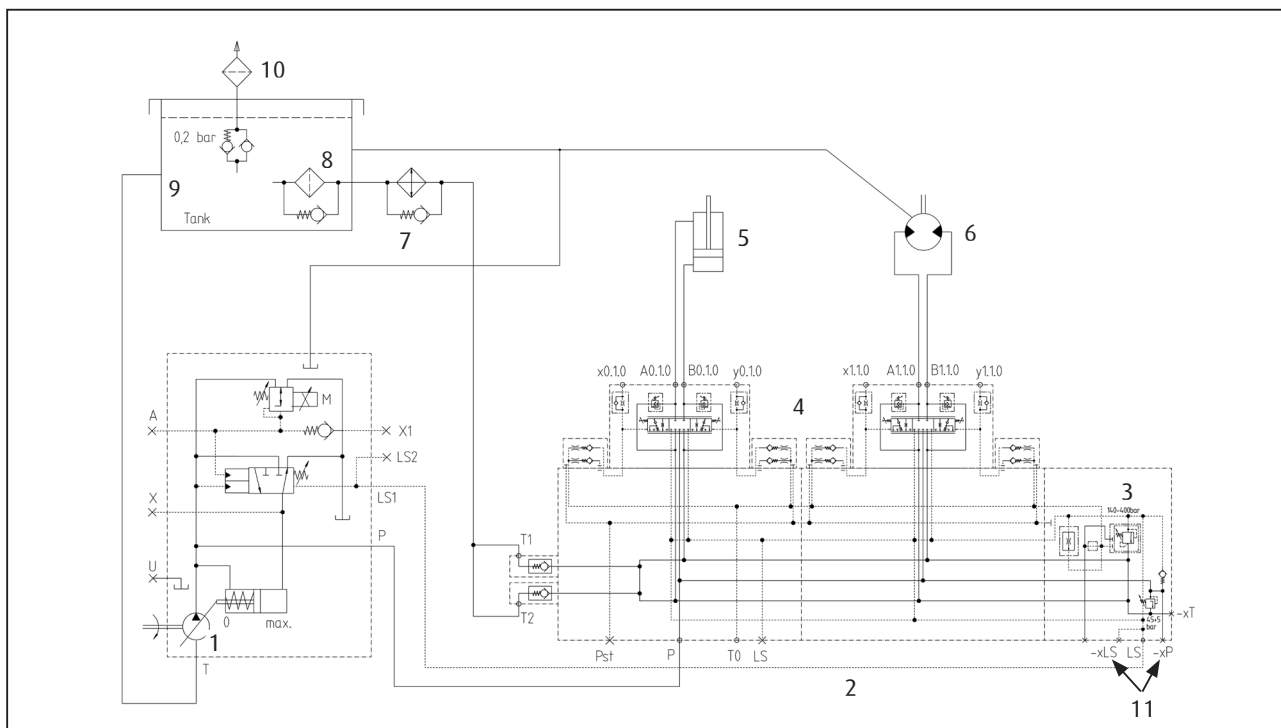 10
0,2 bar
8
9
Tank
7
5
6
x0.1.0 A0.1.0 B0.1.0 y0.1.0
x1.1.0 A1.1.0 B1.1.0 y1.1.0
M
4
A
X1
LS2
3
X
LS1
140-400bar
P
T1
U
T2
-xT
45+5
bar
1
0 max.
T
Pst P T0 LS
-xLS LS -xP
2
11